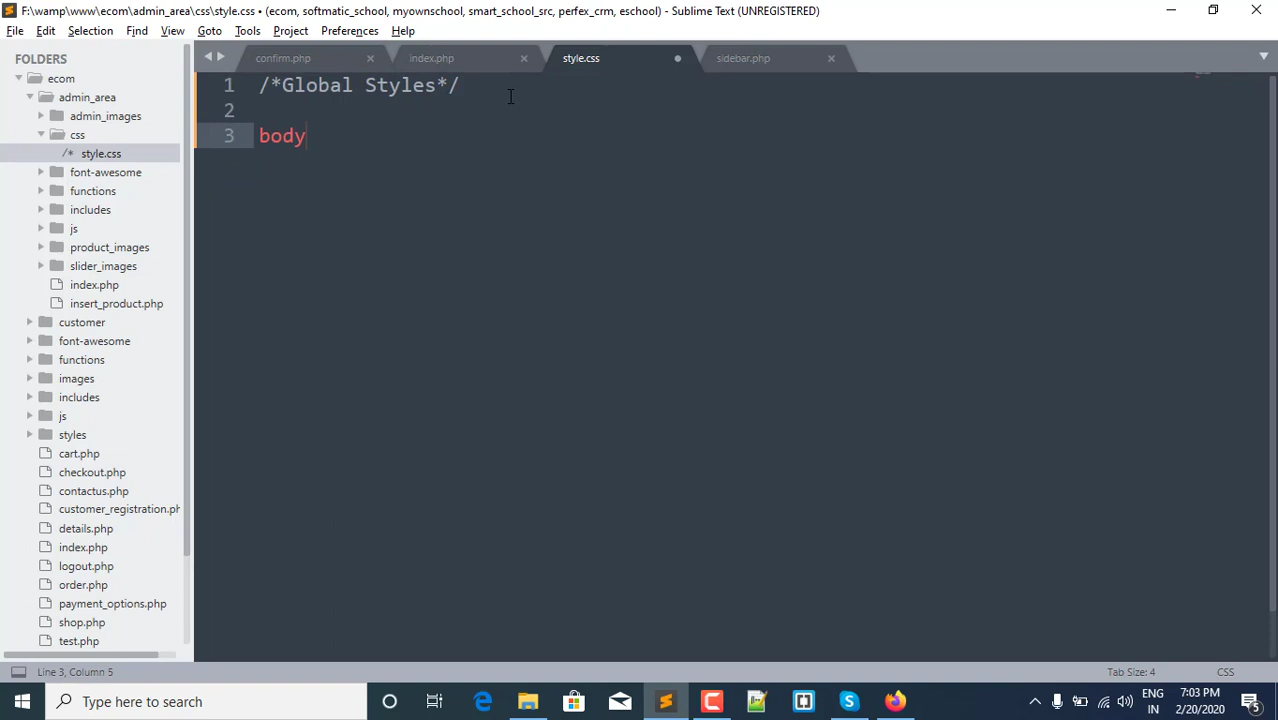 F:\wamp\www\ecom\admin_area\css\style.css • (ecom, softmatic_school, myownschool, smart_school_src, perfex_crm, eschool) - Sublime Text (UNREGISTERED)
File Edit Selection Find View Goto Tools Project Preferences Help
FOLDERS
ecom
admin_area
admin_images
css
/* style.css
font-awesome
functions
includes
js
product_images
slider_images
index.php
insert_product.php
customer
font-awesome
functions
images
includes
js
styles
cart.php
checkout.php
contactus.php
customer_registration.ph
details.php
index.php
logout.php
order.php
payment_options.php
shop.php
test.php
confirm.php index.php style.css sidebar.php
1 /*Global Styles*/
2
3 body
Line 3, Column 5 Tab Size: 4 CSS
Type here to search
ENG 7:03 PM
IN 2/20/2020 5